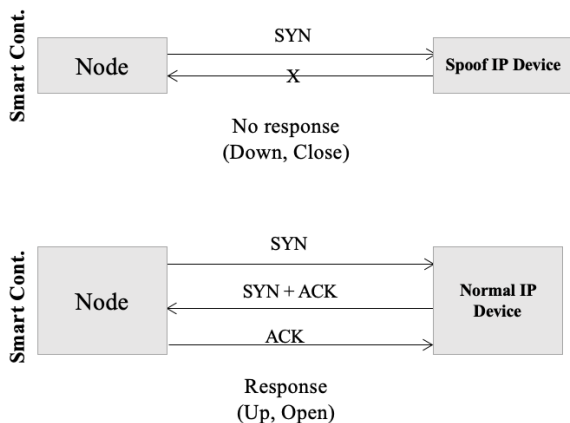 Smart Cont.
Node
SYN
X
Spoof IP Device
No response
(Down, Close)
Smart Cont.
Node
SYN
SYN + ACK
ACK
Normal IP
Device
Response
(Up, Open)